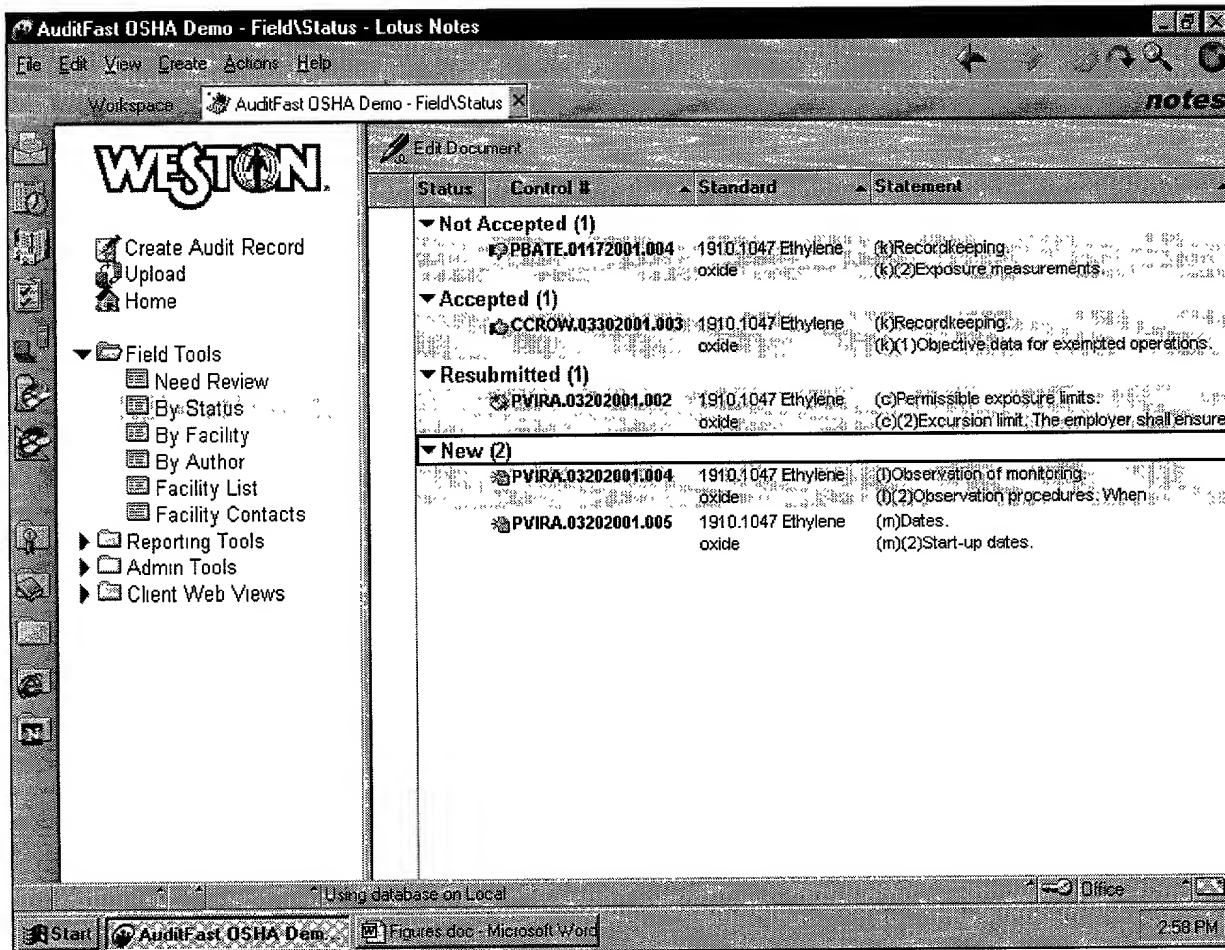 AuditFast OSHA Demo - Field\Status - Lotus Notes
File Edit View Create Actions Help
Workspace AuditFast OSHA Demo - Field\Status
notes
WESTON.
Create Audit Record
Upload
Home
Field Tools
Need Review
By Status
By Facility
By Author
Facility List
Facility Contacts
Reporting Tools
Admin Tools
Client Web Views
Edit Document
Status Control # Standard Statement
Not Accepted (1)
PBATE.01172001.004 1910.1047 Ethylene (k)Recordkeeping.
oxide (k)(2)Exposure measurements.
Accepted (1)
CCROW.03302001.003 1910.1047 Ethylene (k)Recordkeeping.
oxide (k)(1)Objective data for exempted operations.
Resubmitted (1)
PVIRA.03202001.002 1910.1047 Ethylene (c)Permissible exposure limits.
oxide (c)(2)Excursion limit. The employer shall ensure
New (2)
PVIRA.03202001.004 1910.1047 Ethylene (l)Observation of monitoring.
oxide (l)(2)Observation procedures. When
PVIRA.03202001.005 1910.1047 Ethylene (m)Dates.
oxide (m)(2)Start-up dates.
Using database on Local Office
Start AuditFast OSHA Dem... Figures.doc - Microsoft Word 2:58 PM